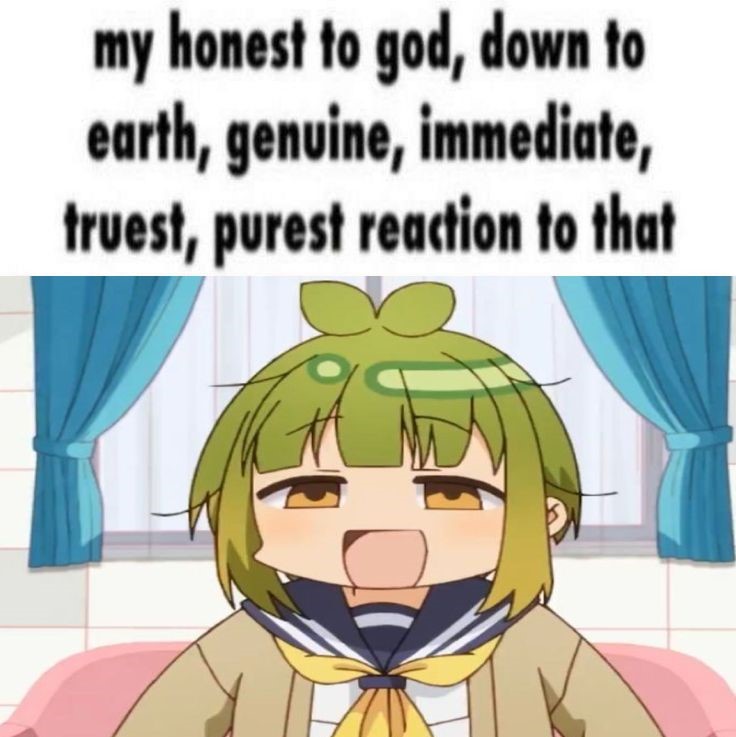 my honest to god, down to
earth, genuine, immediate,
truest, purest reaction to that